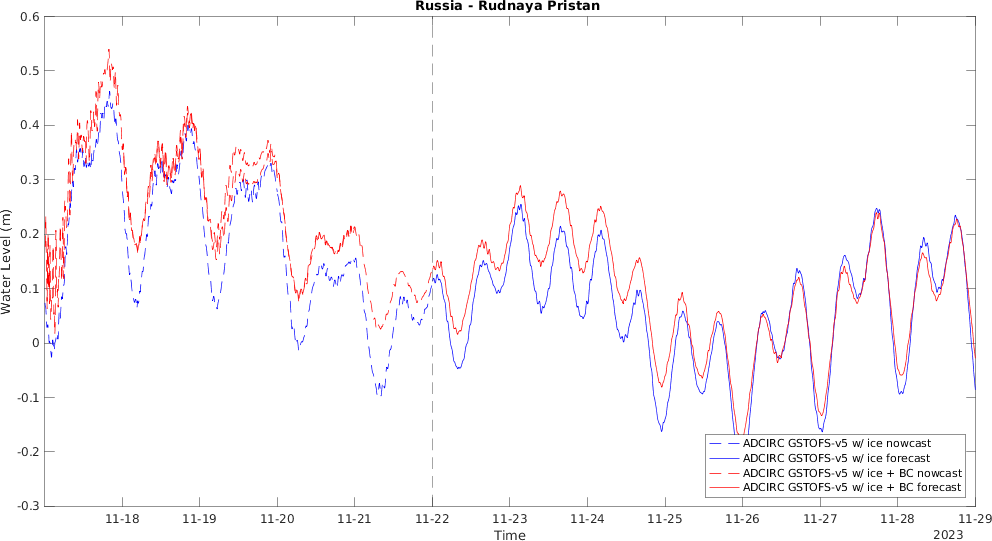 Russia - Rudnaya Pristan
0.6
0.5
0.4
0.3
0.2
0.1
0
-0.1
-0.2
-0.3
Water Level (m)
ADCIRC GSTOFS-v5 w/ ice nowcast
ADCIRC GSTOFS-v5 w/ ice forecast
ADCIRC GSTOFS-v5 w/ ice + BC nowcast
ADCIRC GSTOFS-v5 w/ ice + BC forecast
11-18 11-19 11-20 11-21 11-22 11-23 11-24 11-25 11-26 11-27 11-28 11-29
Time
2023